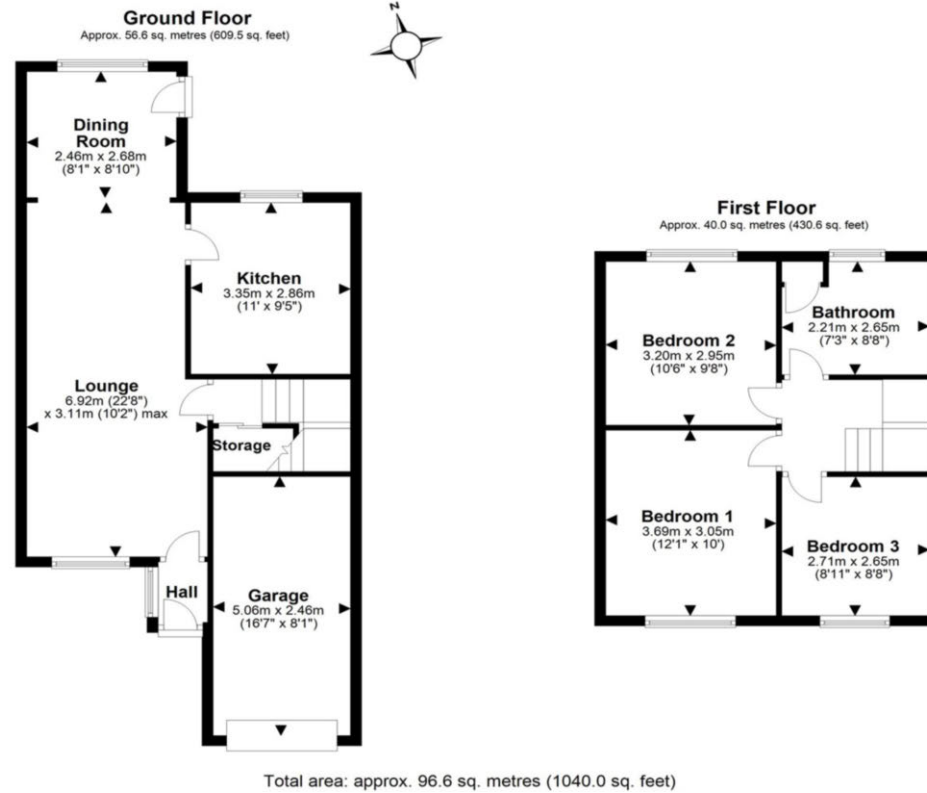 Ground Floor
Approx. 56.6 sq. metres (609.5 sq. feet)
N
Dining
Room
2.46m x 2.68m
(8'1" x 8'10")
Kitchen
3.35m x 2.86m
(11' x 9'5")
Lounge
6.92m (22'8")
x 3.11m (10'2") max
Storage
Hall
Garage
5.06m x 2.46m
(16'7" x 8'1")
First Floor
Approx. 40.0 sq. metres (430.6 sq. feet)
Bedroom 2
3.20m x 2.95m
(10'6" x 9'8")
Bathroom
2.21m x 2.65m
(7'3" x 8'8")
Bedroom 1
3.69m x 3.05m
(12'1" x 10')
Bedroom 3
2.71m x 2.65m
(8'11" x 8'8")
Total area: approx. 96.6 sq. metres (1040.0 sq. feet)